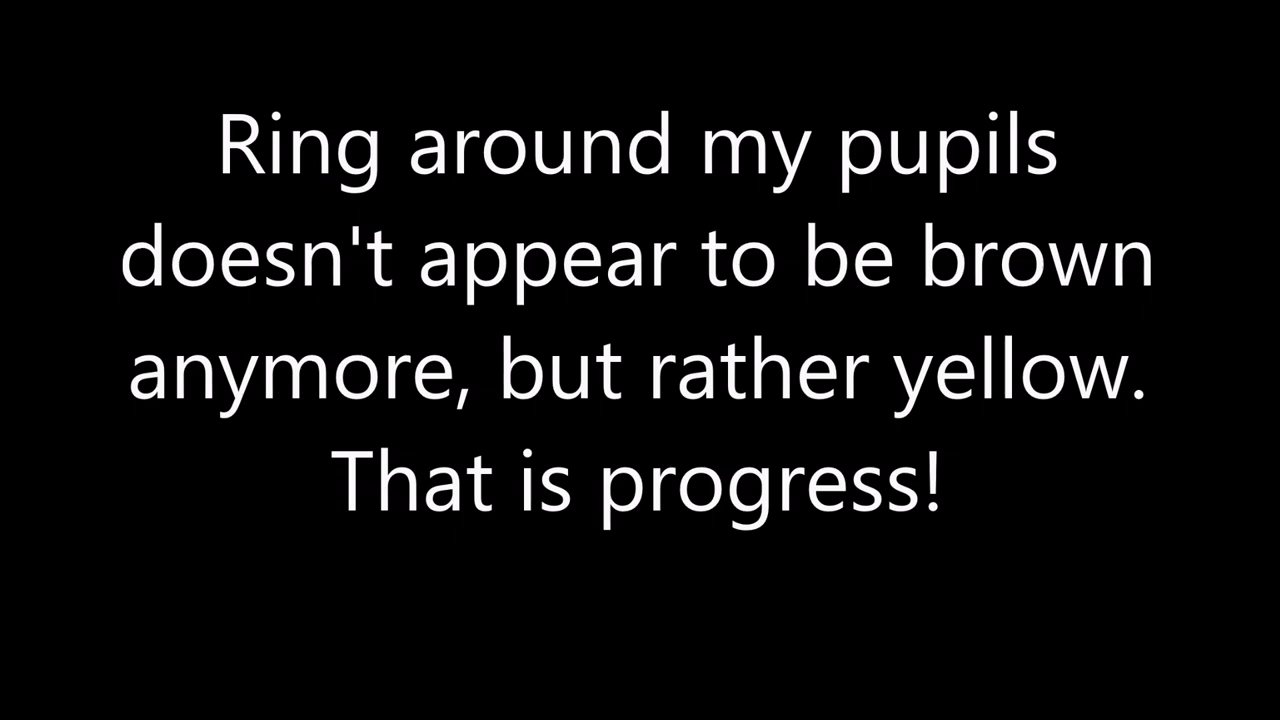 Ring around my pupils
doesn't appear to be brown
anymore, but rather yellow.
That is progress!